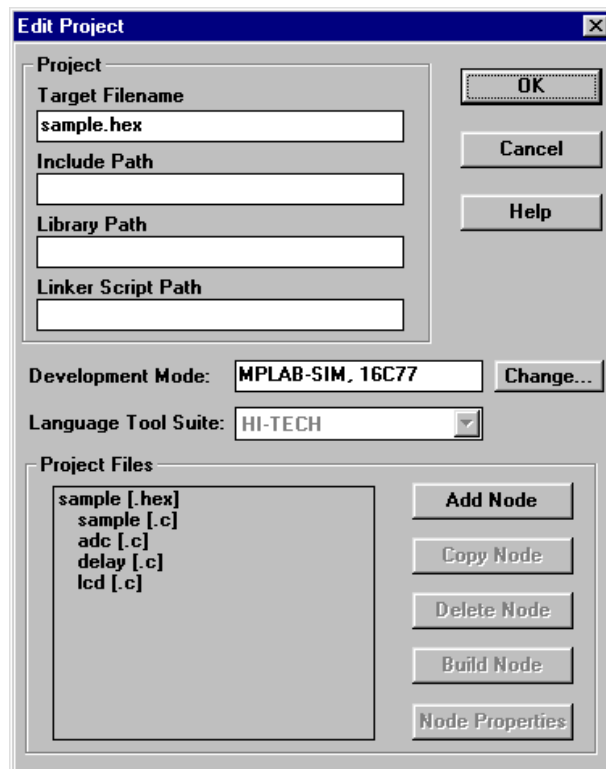 Edit Project
Project
Target Filename
sample.hex
Include Path
Library Path
Linker Script Path
OK
Cancel
Help
Development Mode: MPLAB-SIM, 16C77 Change...
Language Tool Suite: HI-TECH
Project Files
sample [.hex]
sample [.c]
adc [.c]
delay [.c]
lcd [.c]
Add Node
Copy Node
Delete Node
Build Node
Node Properties